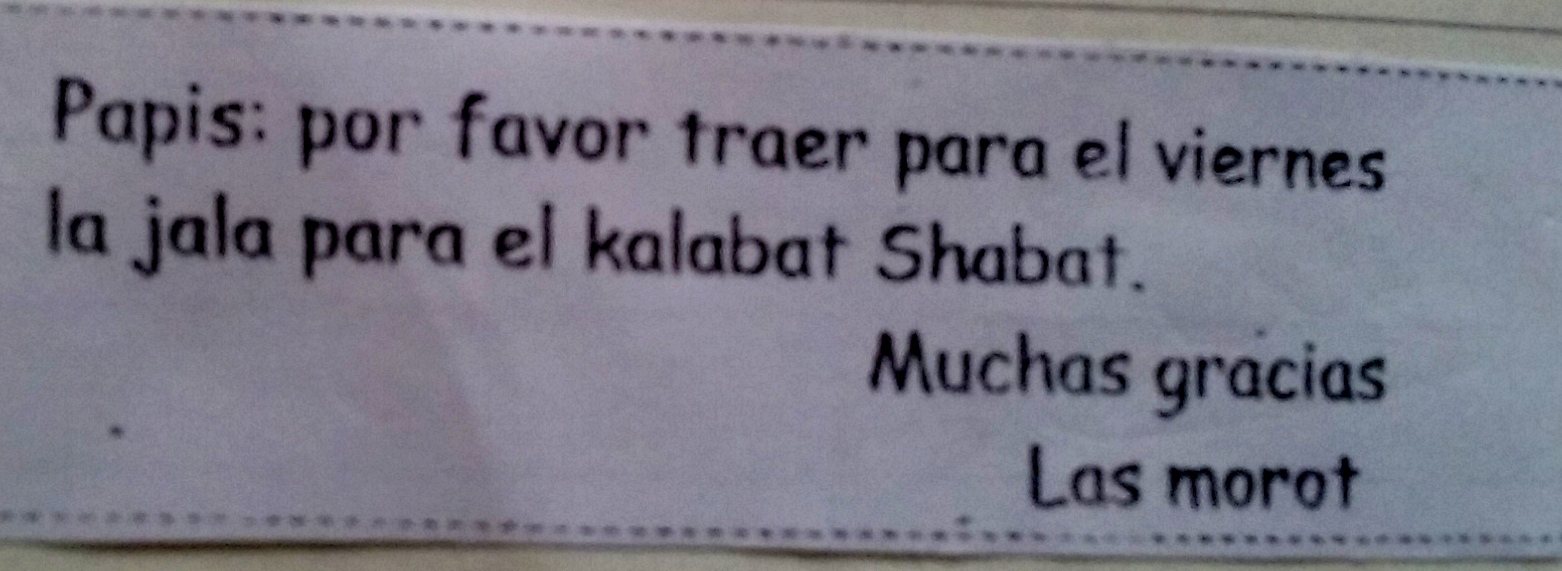 Papis: por favor traer para el viernes
la jala para el kalabat Shabat.
Muchas gracias
Las morot